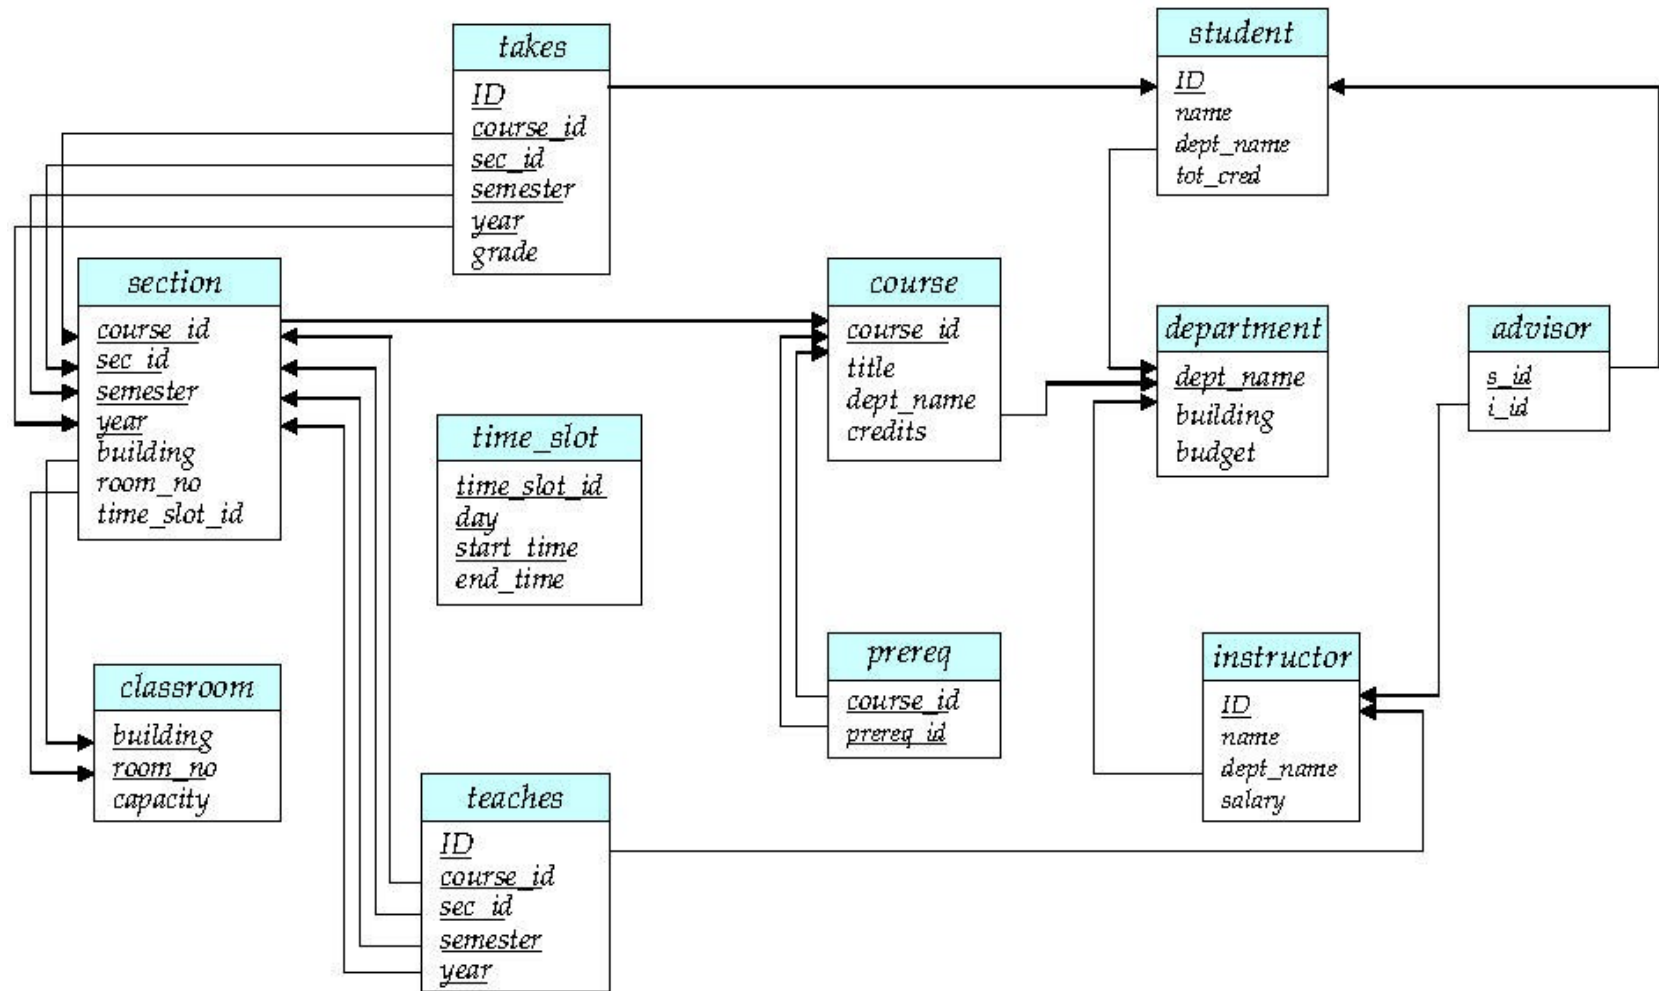 takes
ID
course_id
sec_id
semester
year
grade
student
ID
name
dept_name
tot_cred
section
course_id
sec_id
semester
year
building
room_no
time_slot_id
course
course_id
title
dept_name
credits
department
dept_name
building
budget
advisor
s_id
i_id
time_slot
time_slot_id
day
start_time
end_time
classroom
building
room_no
capacity
prereq
course_id
prereq_id
instructor
ID
name
dept_name
salary
teaches
ID
course_id
sec_id
semester
year